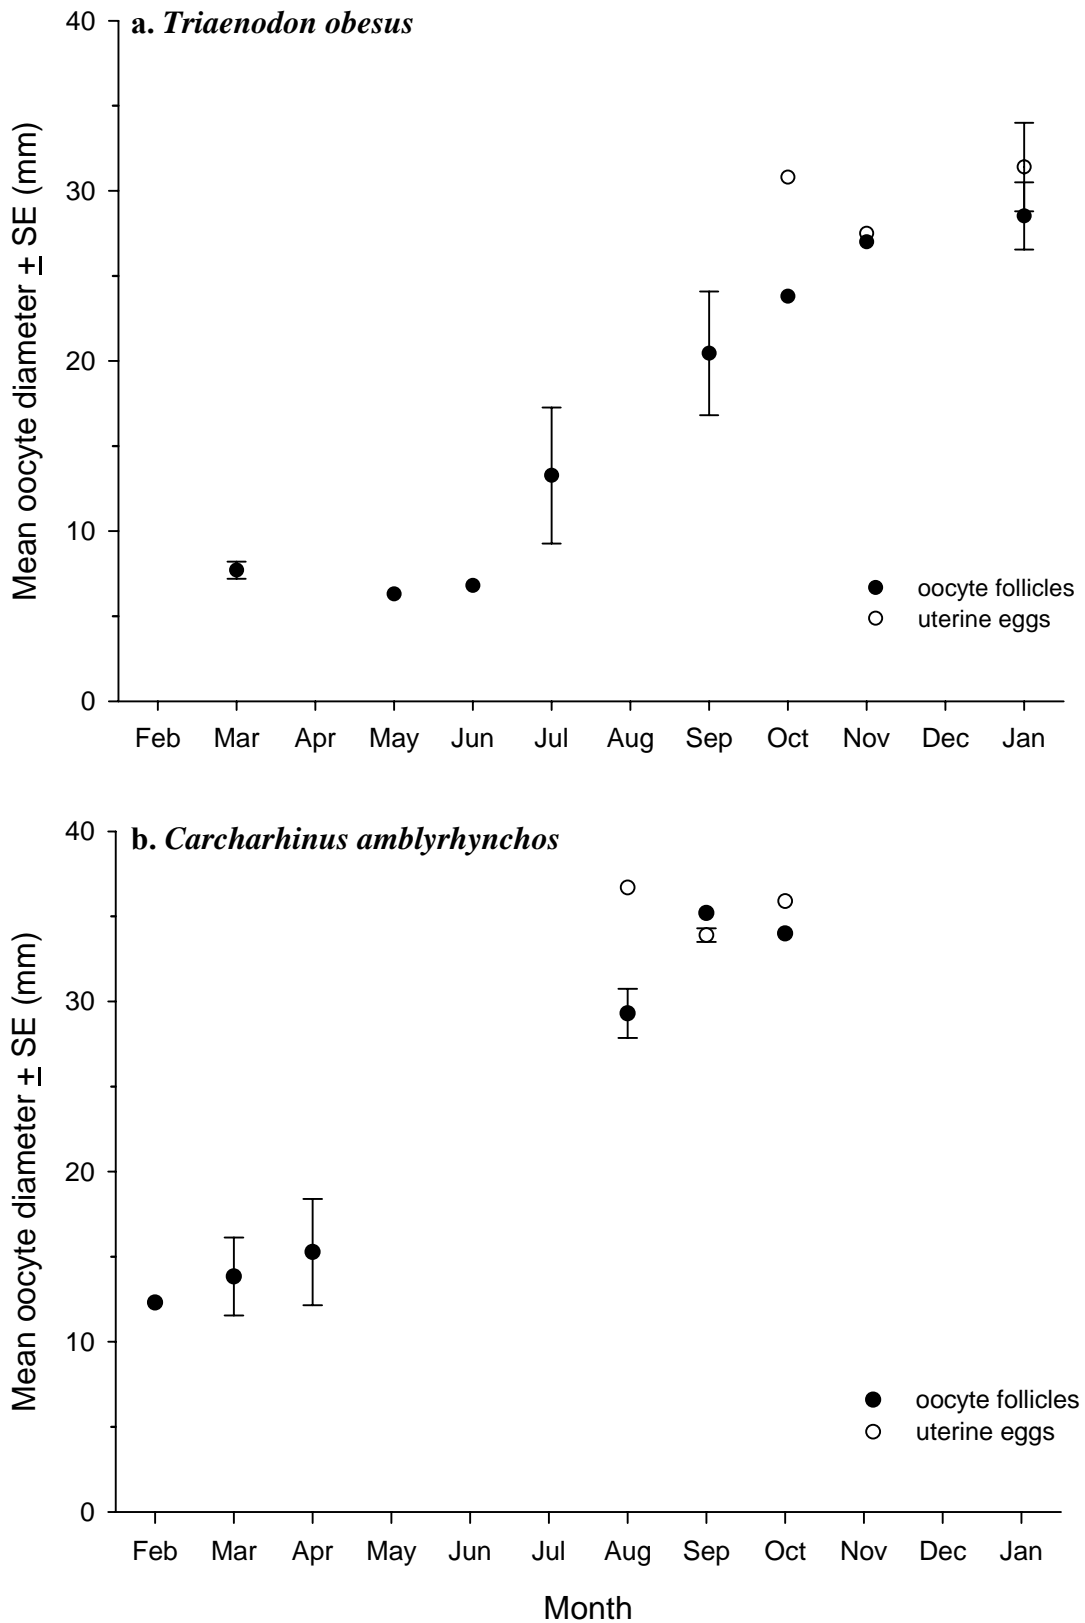 a. Triaenodon obesus
Mean oocyte diameter ± SE (mm)
40
30
20
10
0
oocyte follicles
uterine eggs
Feb Mar Apr May Jun Jul Aug Sep Oct Nov Dec Jan
b. Carcharhinus amblyrhynchos
Mean oocyte diameter ± SE (mm)
40
30
20
10
0
oocyte follicles
uterine eggs
Feb Mar Apr May Jun Jul Aug Sep Oct Nov Dec Jan
Month